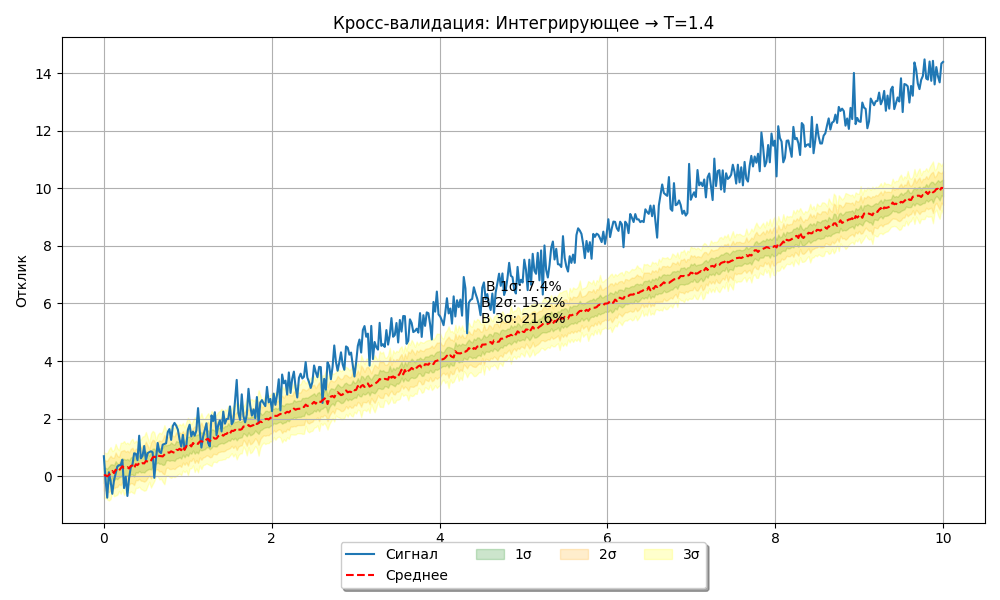 Кросс-валидация: Интегрирующее → T=1.4
Отклик
14
12
10
8
6
4
2
0
В 1σ: 7.4%
В 2σ: 15.2%
В 3σ: 21.6%
0 2 4 6 8 10
Сигнал 1σ 2σ 3σ
Среднее